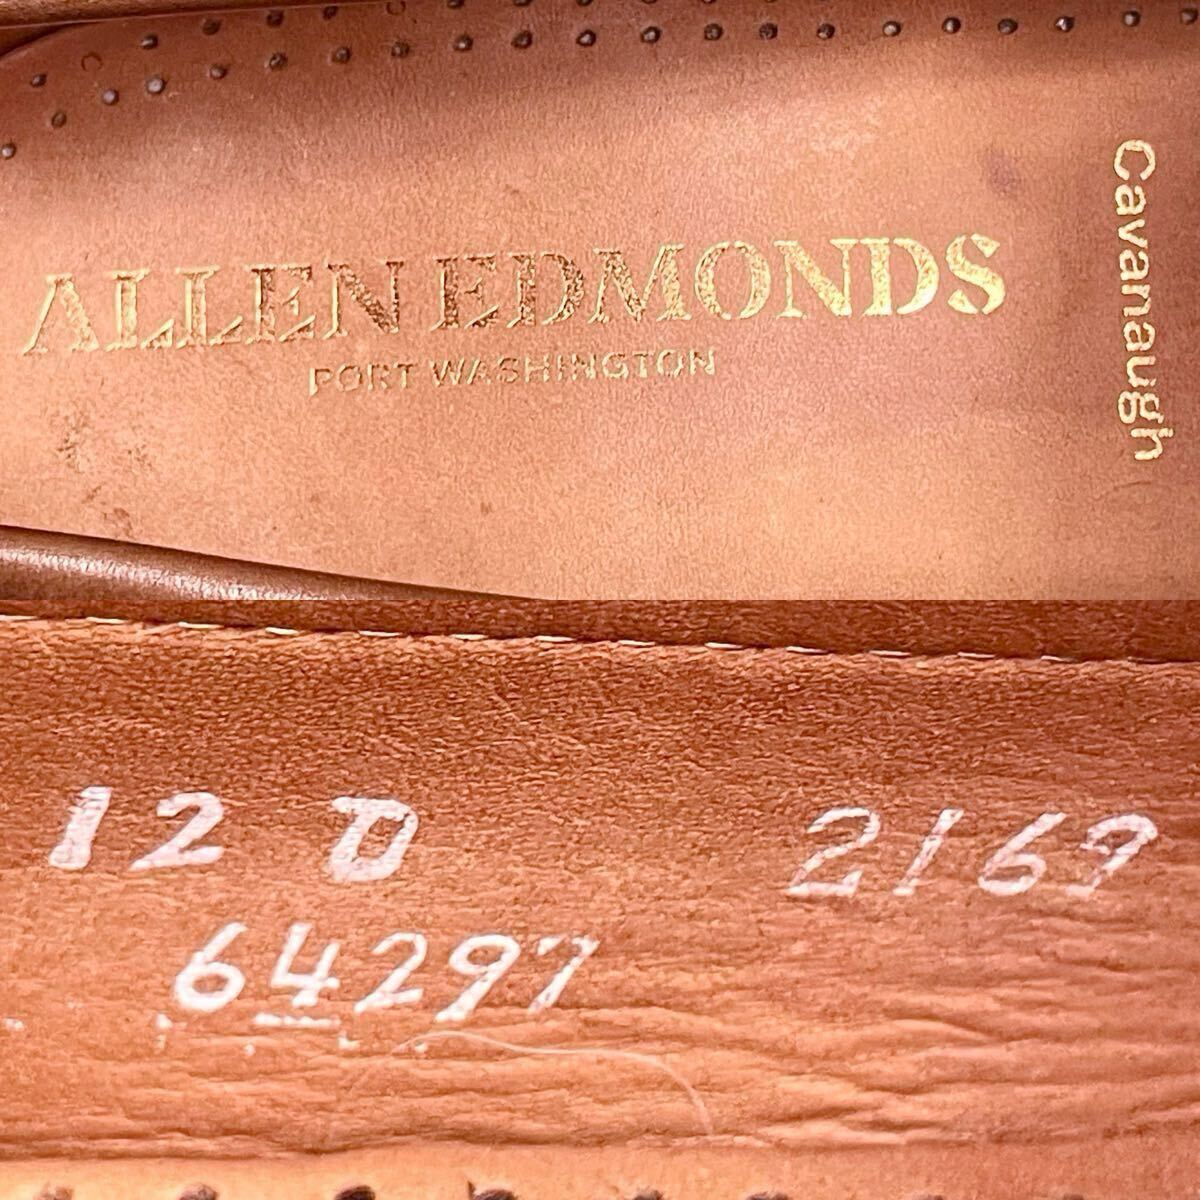 ALLEN EDMONDS
PORT WASHINGTON
Cavanaugh
12 D 2169
64297